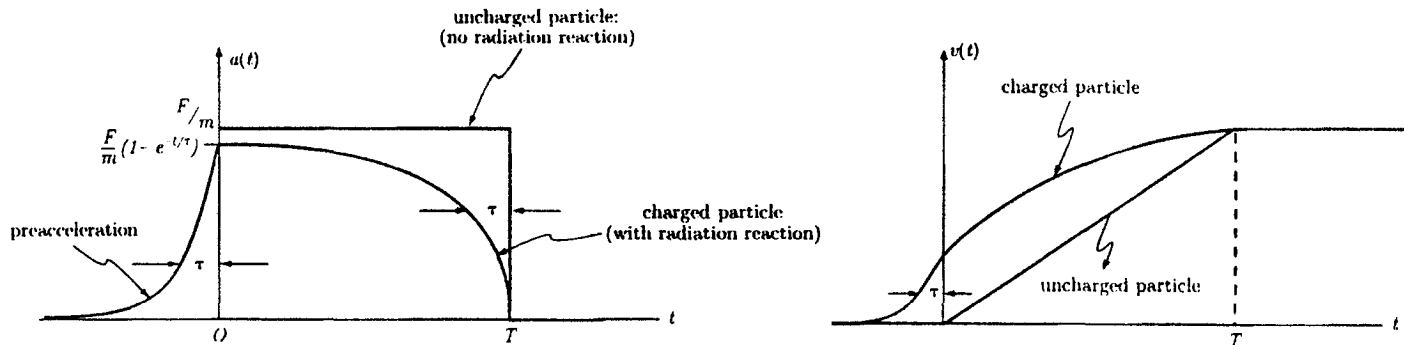 uncharged particle:
(no radiation reaction)
a(t)
F/m
F/m (1- e^-t/τ)
preacceleration
τ
τ
charged particle
(with radiation reaction)
O
T
t
v(t)
charged particle
τ
uncharged particle
T
t